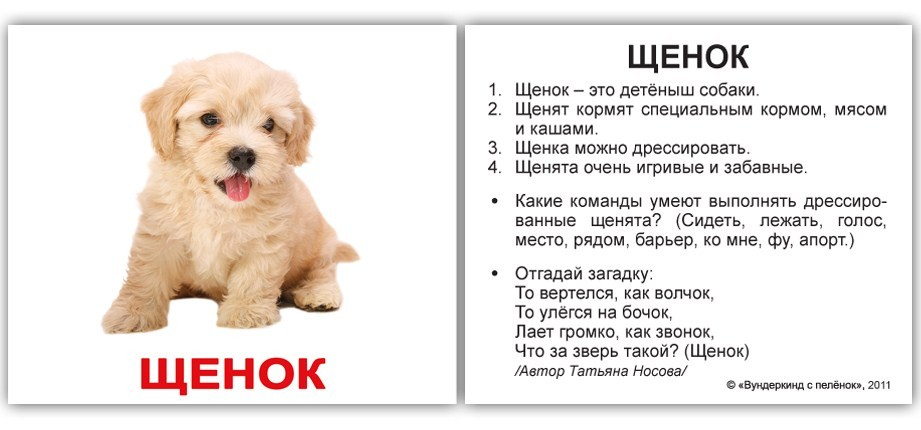 ЩЕНОК
ЩЕНОК
1. Щенок – это детёныш собаки.
2. Щенят кормят специальным кормом, мясом
и кашами.
3. Щенка можно дрессировать.
4. Щенята очень игривые и забавные.
• Какие команды умеют выполнять дрессиро-
ванные щенята? (Сидеть, лежать, голос,
место, рядом, барьер, ко мне, фу, апорт.)
• Отгадай загадку:
То вертелся, как волчок,
То улёгся на бочок,
Лает громко, как звонок,
Что за зверь такой? (Щенок)
/Автор Татьяна Носова/
© «Вундеркинд с пелёнок», 2011